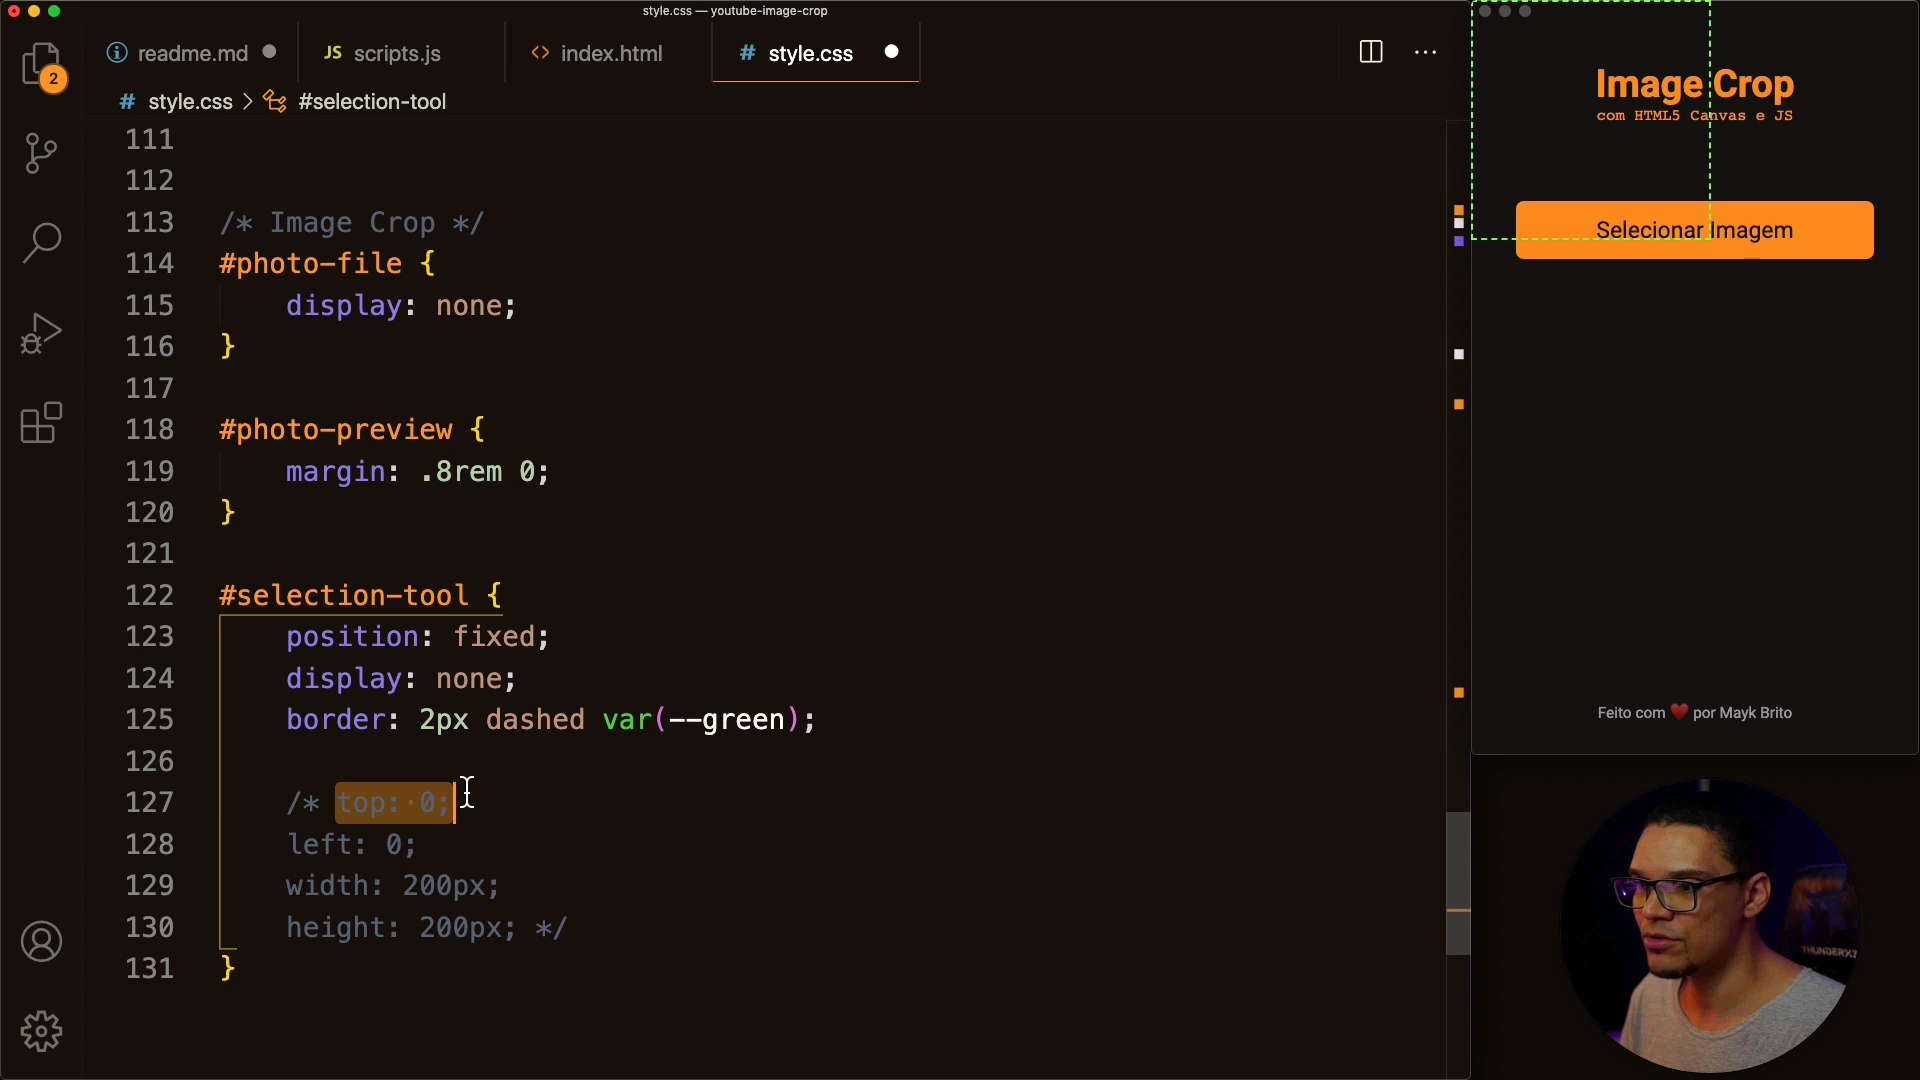 style.css — youtube-image-crop
readme.md
JS scripts.js
<> index.html
# style.css
2
# style.css > #selection-tool
111
112
113 /* Image Crop */
114 #photo-file {
115 display: none;
116 }
117
118 #photo-preview {
119 margin: .8rem 0;
120 }
121
122 #selection-tool {
123 position: fixed;
124 display: none;
125 border: 2px dashed var(--green);
126
127 /* top: 0;
128 left: 0;
129 width: 200px;
130 height: 200px; */
131 }
Image Crop
com HTML5 Canvas e JS
Selecionar Imagem
Feito com ❤️ por Mayk Brito